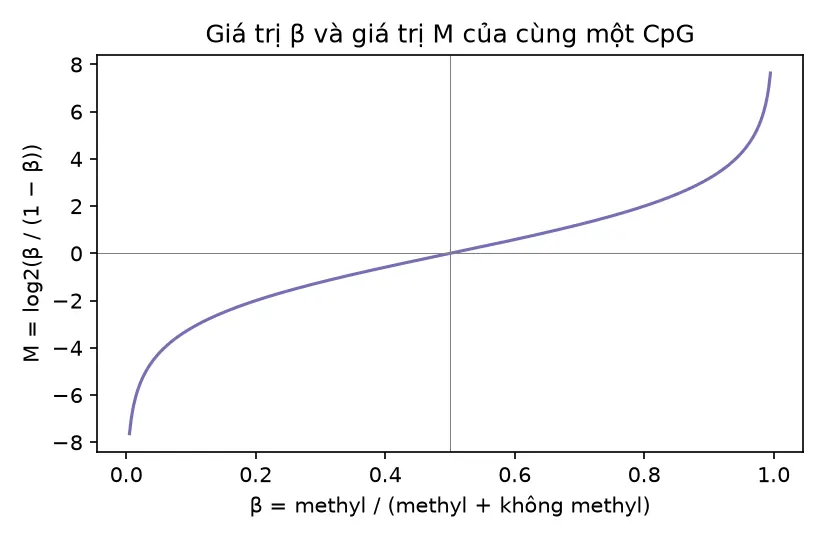 Giá trị β và giá trị M của cùng một CpG
M = log2(β / (1 − β))
8
6
4
2
0
−2
−4
−6
−8
0.0 0.2 0.4 0.6 0.8 1.0
β = methyl / (methyl + không methyl)